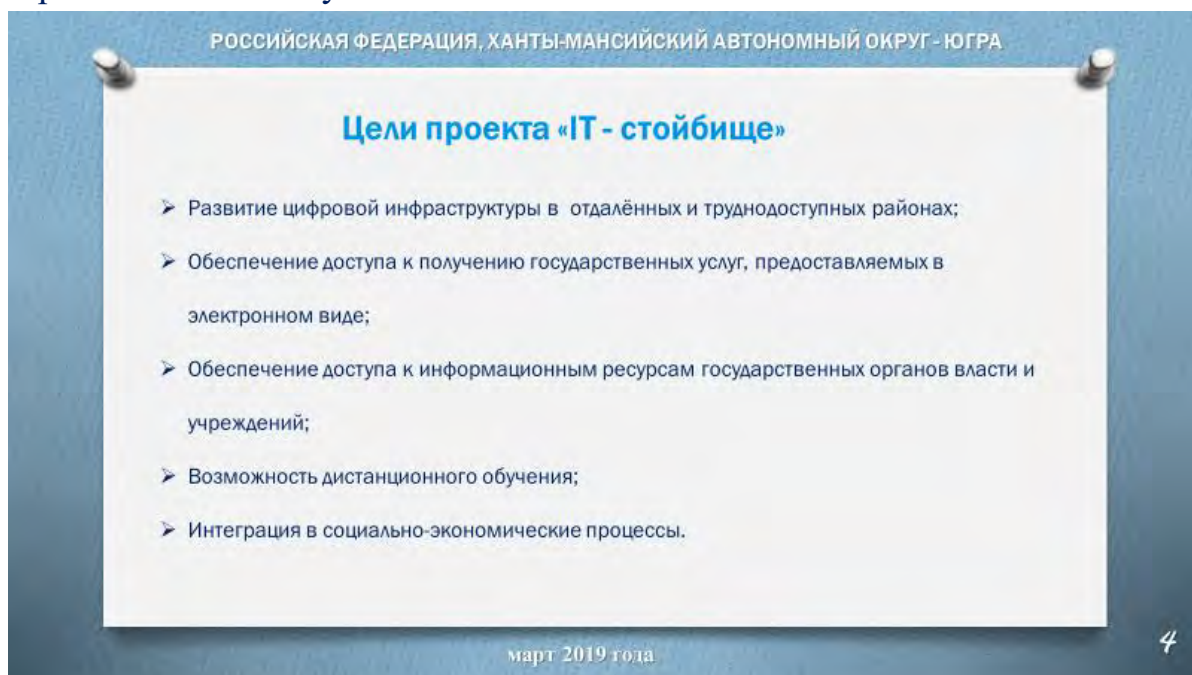 РОССИЙСКАЯ ФЕДЕРАЦИЯ, ХАНТЫ-МАНСИЙСКИЙ АВТОНОМНЫЙ ОКРУГ - ЮГРА
Цели проекта «IT - стойбище»
➢ Развитие цифровой инфраструктуры в отдалённых и труднодоступных районах;
➢ Обеспечение доступа к получению государственных услуг, предоставляемых в
электронном виде;
➢ Обеспечение доступа к информационным ресурсам государственных органов власти и
учреждений;
➢ Возможность дистанционного обучения;
➢ Интеграция в социально-экономические процессы.
март 2019 года
4